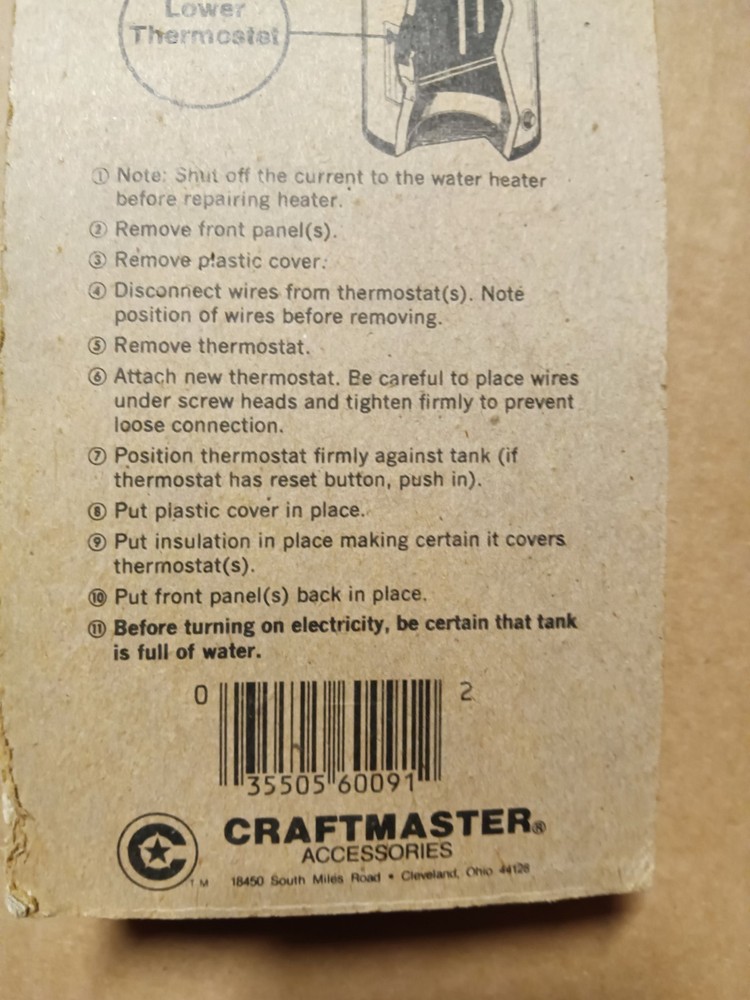 Lower
Thermostat
① Note: Shut off the current to the water heater
before repairing heater.
② Remove front panel(s).
③ Remove plastic cover.
④ Disconnect wires from thermostat(s). Note
position of wires before removing.
⑤ Remove thermostat.
⑥ Attach new thermostat. Be careful to place wires
under screw heads and tighten firmly to prevent
loose connection.
⑦ Position thermostat firmly against tank (if
thermostat has reset button, push in).
⑧ Put plastic cover in place.
⑨ Put insulation in place making certain it covers
thermostat(s).
⑩ Put front panel(s) back in place.
⑪ Before turning on electricity, be certain that tank
is full of water.
0 35505 60091 2
CRAFTMASTER®
ACCESSORIES
TM 18450 South Miles Road • Cleveland, Ohio 44128